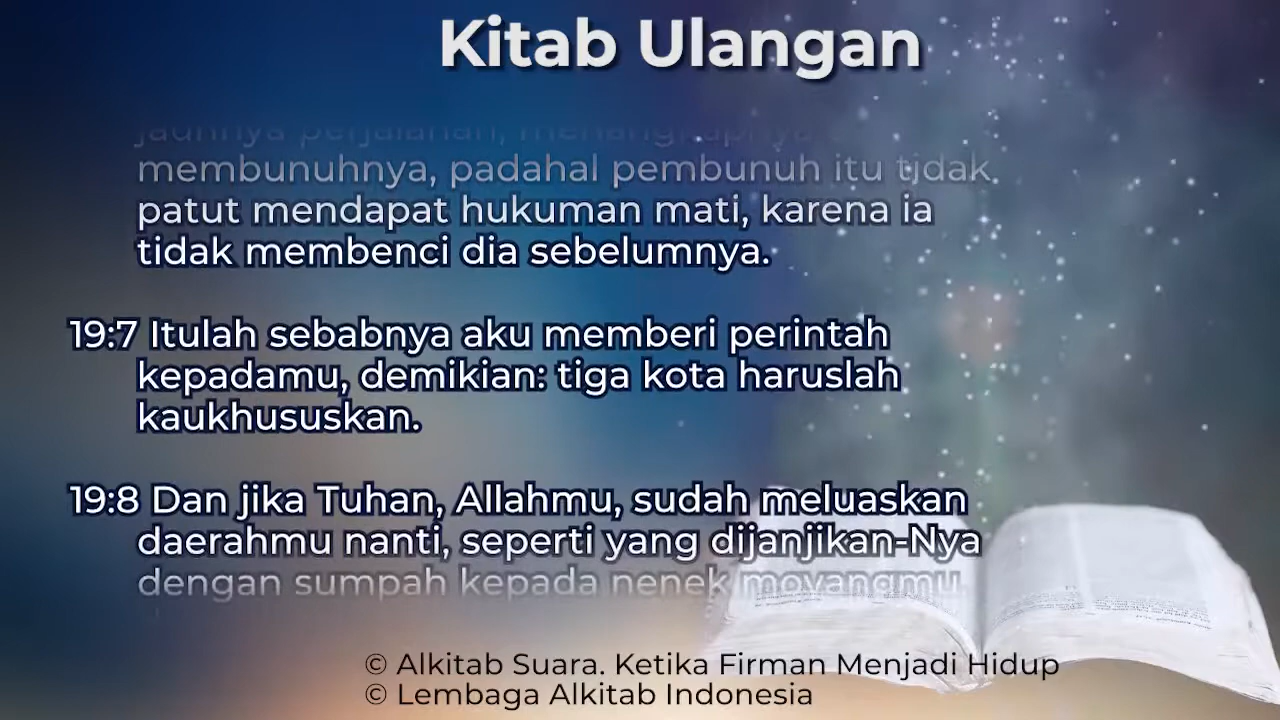 Kitab Ulangan
membunuhnya, padahal pembunuh itu tidak
patut mendapat hukuman mati, karena ia
tidak membenci dia sebelumnya.
19:7 Itulah sebabnya aku memberi perintah
kepadamu, demikian: tiga kota haruslah
kaukhususkan.
19:8 Dan jika Tuhan, Allahmu, sudah meluaskan
daerahmu nanti, seperti yang dijanjikan-Nya
dengan sumpah kepada nenek moyangmu
© Alkitab Suara. Ketika Firman Menjadi Hidup
© Lembaga Alkitab Indonesia